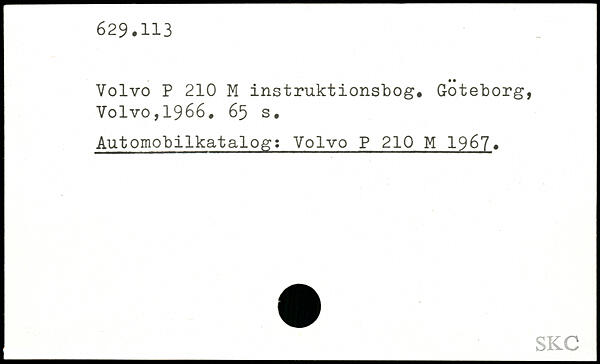 629.113
Volvo P 210 M instruktionsbog. Göteborg,
Volvo,1966. 65 s.
Automobilkatalog: Volvo P 210 M 1967.
SKC